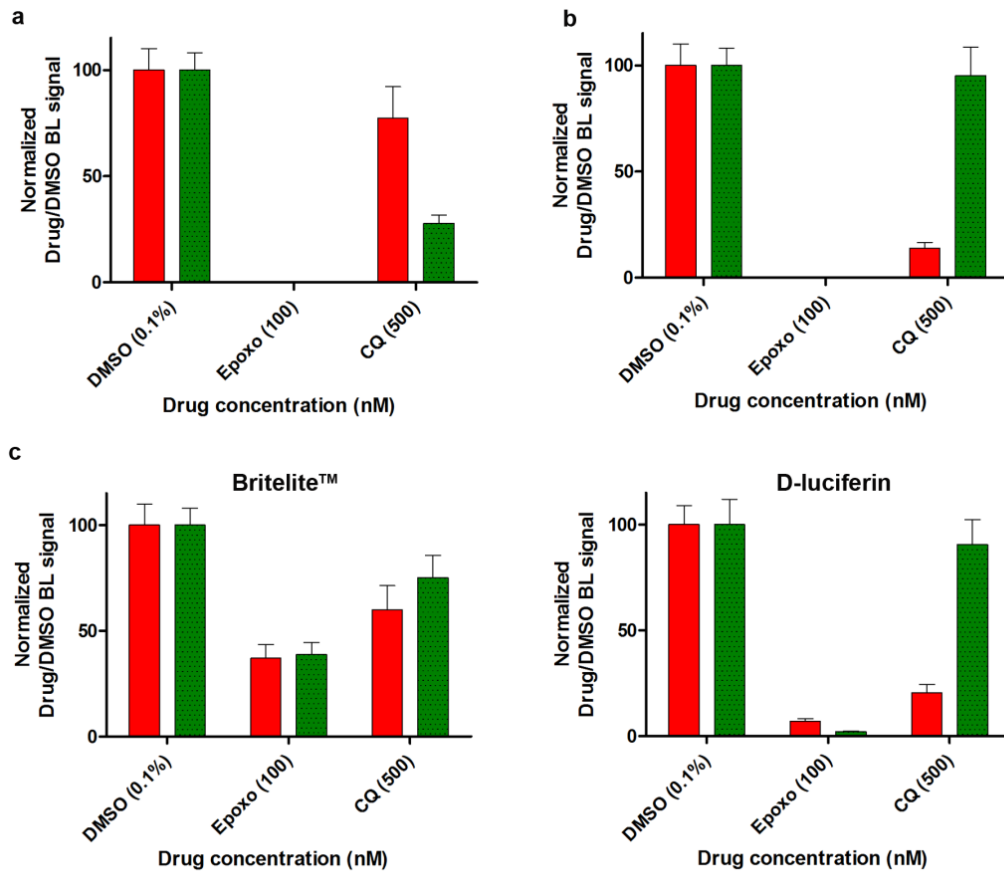 a
Normalized
Drug/DMSO BL signal
100
50
0
DMSO (0.1%)
Epoxo (100)
CQ (500)
Drug concentration (nM)
b
Normalized
Drug/DMSO BL signal
100
50
0
DMSO (0.1%)
Epoxo (100)
CQ (500)
Drug concentration (nM)
c
Britelite™
Normalized
Drug/DMSO BL signal
100
50
0
DMSO (0.1%)
Epoxo (100)
CQ (500)
Drug concentration (nM)
D-luciferin
Normalized
Drug/DMSO BL signal
100
50
0
DMSO (0.1%)
Epoxo (100)
CQ (500)
Drug concentration (nM)